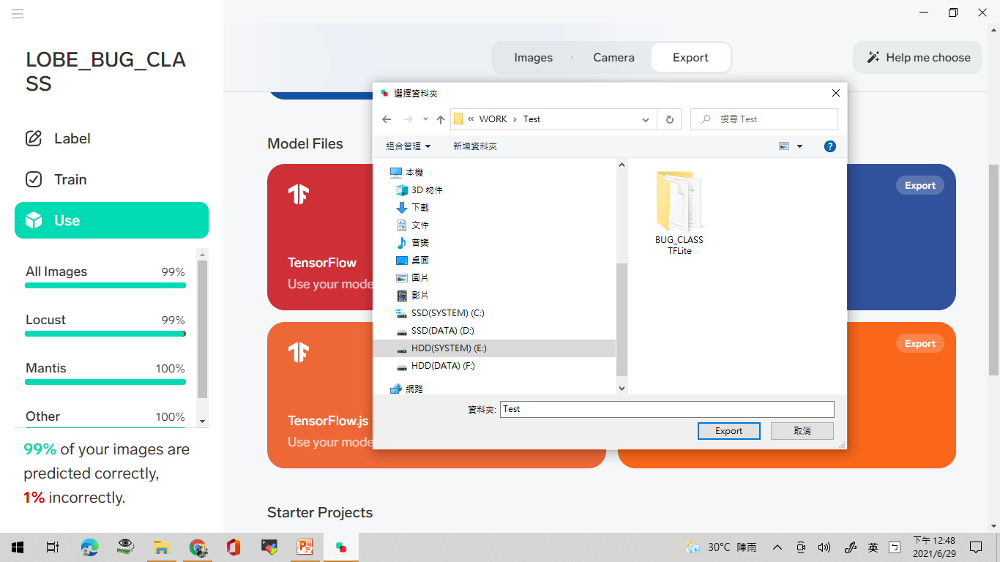 LOBE_BUG_CLA
SS
Label
Train
Use
All Images 99%
Locust 99%
Mantis 100%
Other 100%
99% of your images are
predicted correctly,
1% incorrectly.
Images
Camera
Export
Help me choose
Model Files
TensorFlow
Use your mode
Export
TensorFlow.js
Use your mode
Export
Starter Projects
選擇資料夾
« WORK › Test
搜尋 Test
組合管理
新增資料夾
本機
3D 物件
下載
文件
音樂
桌面
圖片
影片
SSD(SYSTEM) (C:)
SSD(DATA) (D:)
HDD(SYSTEM) (E:)
HDD(DATA) (F:)
網路
BUG_CLASS
TFLite
資料夾: Test
Export
取消
30°C 陣雨
英
ㄅ
下午 12:48
2021/6/29